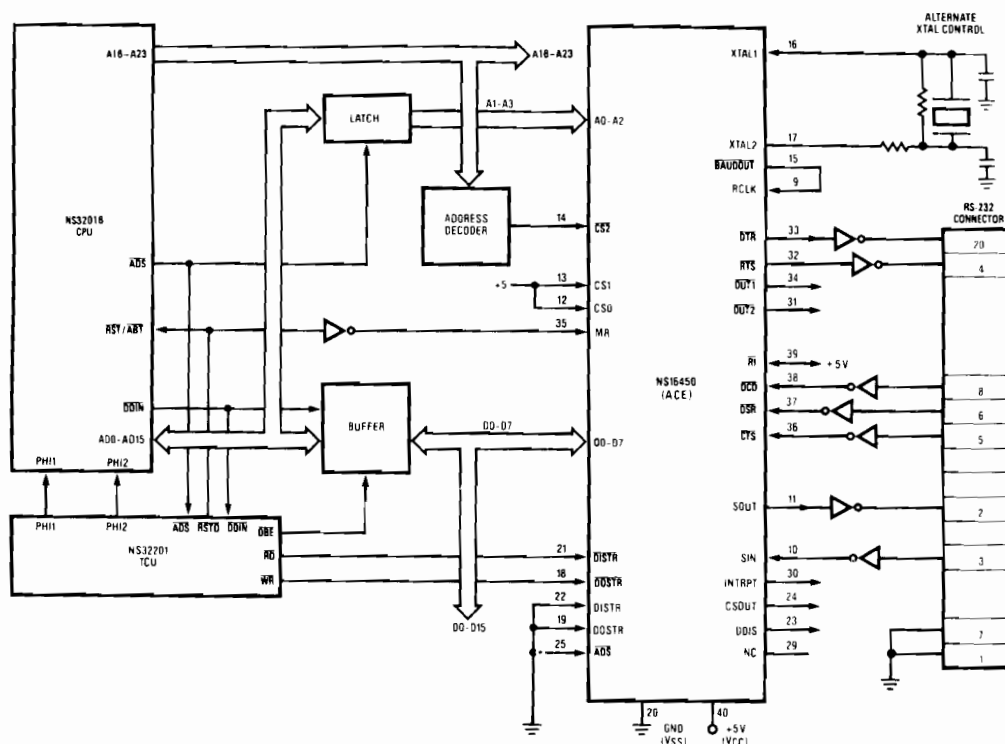 ALTERNATE
XTAL CONTROL
A16-A23
A16-A23
XTAL1
16
LATCH
A1-A3
A0-A2
XTAL2
17
BAUDOUT
15
RCLK
9
NS32016
CPU
ADDRESS
DECODER
14
CS2
RS-232
CONNECTOR
DTR
33
20
ADS
RTS
32
4
+5
13
CS1
OUT1
34
12
CS0
OUT2
31
RST/ABT
35
MR
NS16450
(ACE)
RI
39
+5V
DCD
38
8
DDIN
BUFFER
DSR
37
6
AD0-AD15
D0-D7
D0-D7
CTS
36
5
PHI1
PHI2
SOUT
11
2
PHI1
PHI2
ADS
RSTO
DDIN
DBE
NS32201
TCU
RD
21
DISTR
SIN
10
3
WR
18
DOSTR
INTRPT
30
22
DISTR
CSOUT
24
D0-D15
19
DOSTR
DDIS
23
7
25
ADS
NC
29
1
20
40
GND
(VSS)
+5V
(VCC)